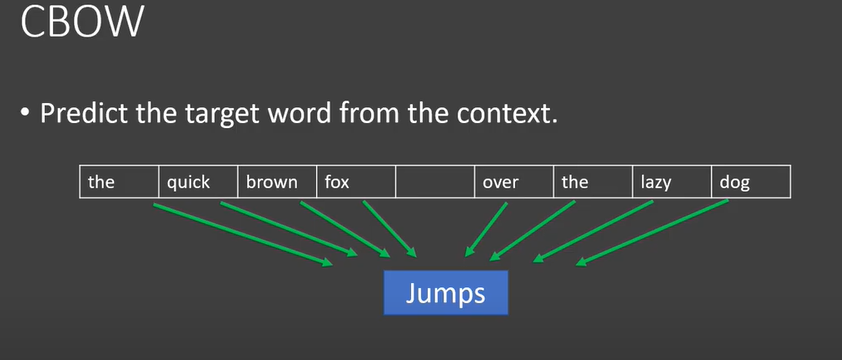 CBOW
• Predict the target word from the context.
the quick brown fox over the lazy dog
Jumps